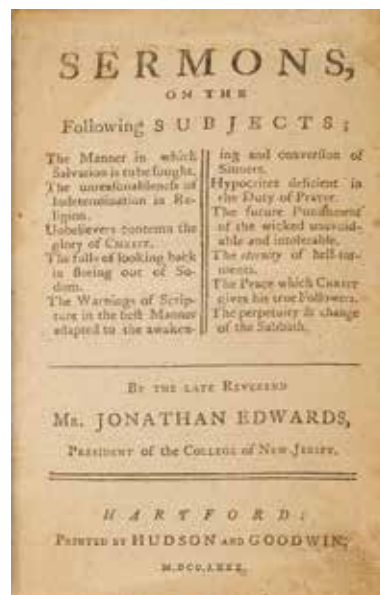 SERMONS,
ON THE
Following SUBJECTS;
The Manner in which
Salvation is to be sought.
The unreasonableness of
Indetermination in Re-
ligion.
Unbelievers contemn the
glory of CHRIST.
The folly of looking back
in fleeing out of So-
dom.
The Warnings of Scrip-
ture in the best Manner
adapted to the awaken-
ing and conversion of
Sinners.
Hypocrites deficient in
the Duty of Prayer.
The future Punishment
of the wicked unavoid-
able and intolerable.
The eternity of hell-tor-
ments.
The Peace which CHRIST
gives his true Followers.
The perpetuity & change
of the Sabbath.
BY THE LATE REVEREND
MR. JONATHAN EDWARDS,
PRESIDENT of the COLLEGE of NEW JERSEY.
HARTFORD:
PRINTED BY HUDSON AND GOODWIN;
M.DCC.LXXX.